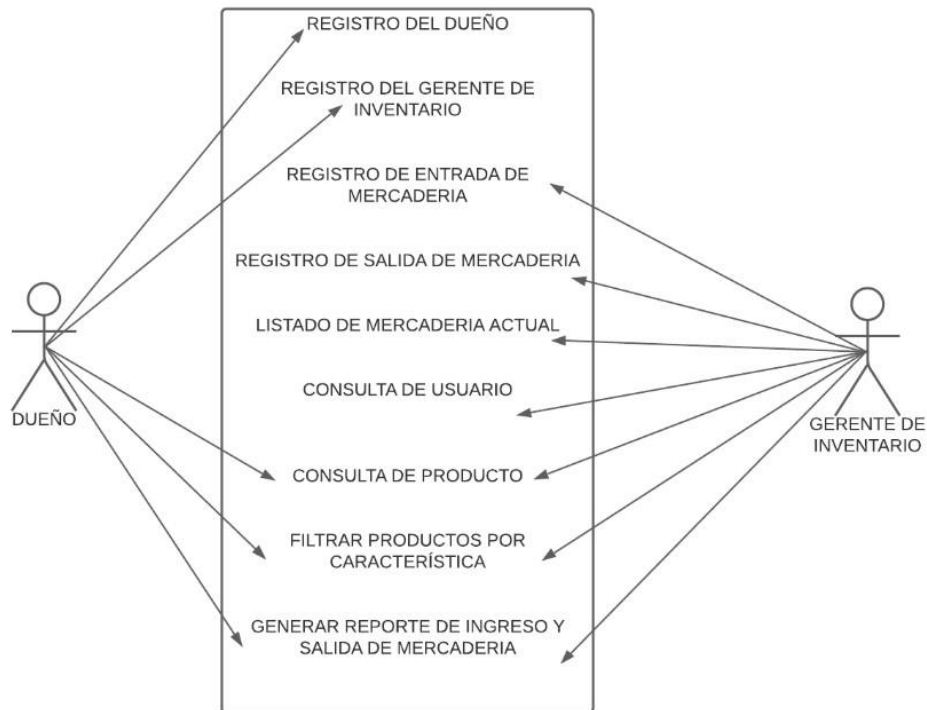 REGISTRO DEL DUEÑO
REGISTRO DEL GERENTE DE
INVENTARIO
REGISTRO DE ENTRADA DE
MERCADERIA
REGISTRO DE SALIDA DE MERCADERIA
LISTADO DE MERCADERIA ACTUAL
CONSULTA DE USUARIO
DUEÑO
GERENTE DE
INVENTARIO
CONSULTA DE PRODUCTO
FILTRAR PRODUCTOS POR
CARACTERÍSTICA
GENERAR REPORTE DE INGRESO Y
SALIDA DE MERCADERIA